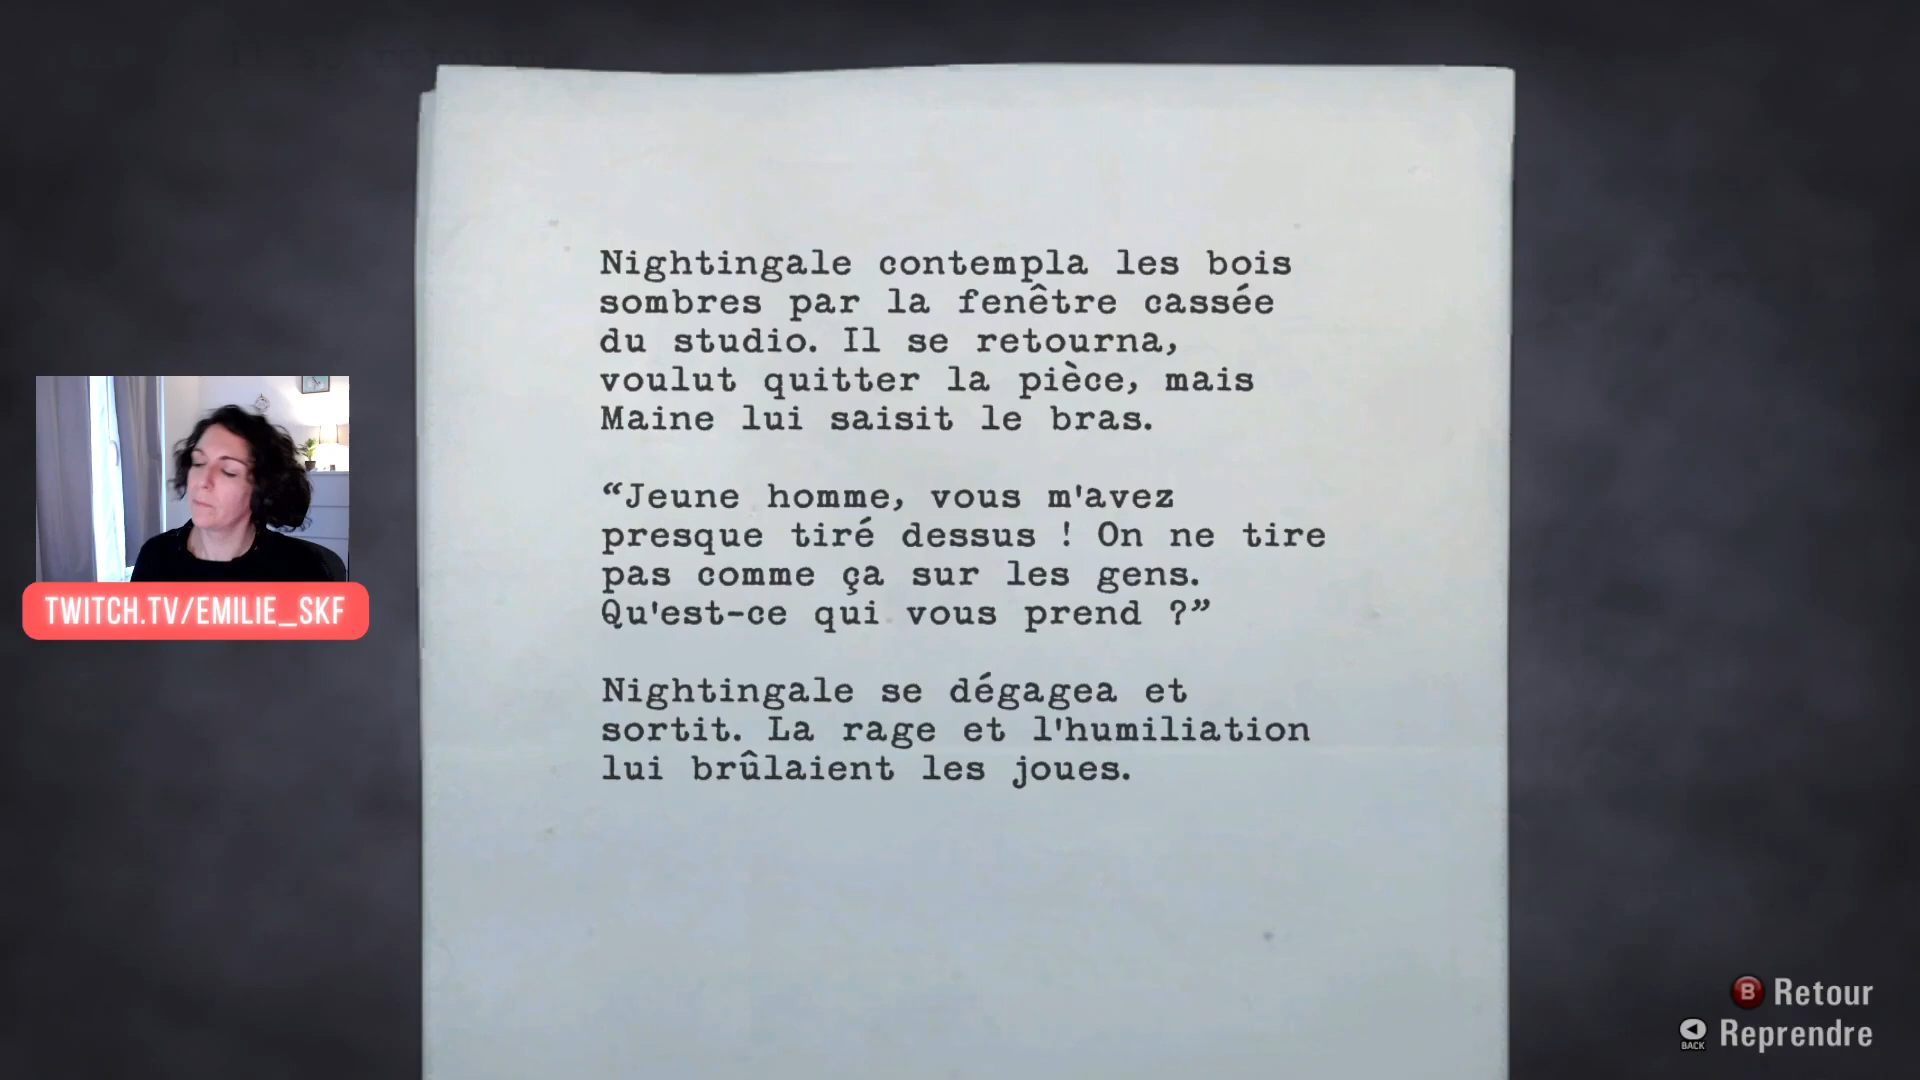 Nightingale contempla les bois
sombres par la fenêtre cassée
du studio. Il se retourna,
voulut quitter la pièce, mais
Maine lui saisit le bras.
“Jeune homme, vous m'avez
presque tiré dessus ! On ne tire
pas comme ça sur les gens.
Qu'est-ce qui vous prend ?”
Nightingale se dégagea et
sortit. La rage et l'humiliation
lui brûlaient les joues.
TWITCH.TV/EMILIE_SKF
B Retour
BACK Reprendre